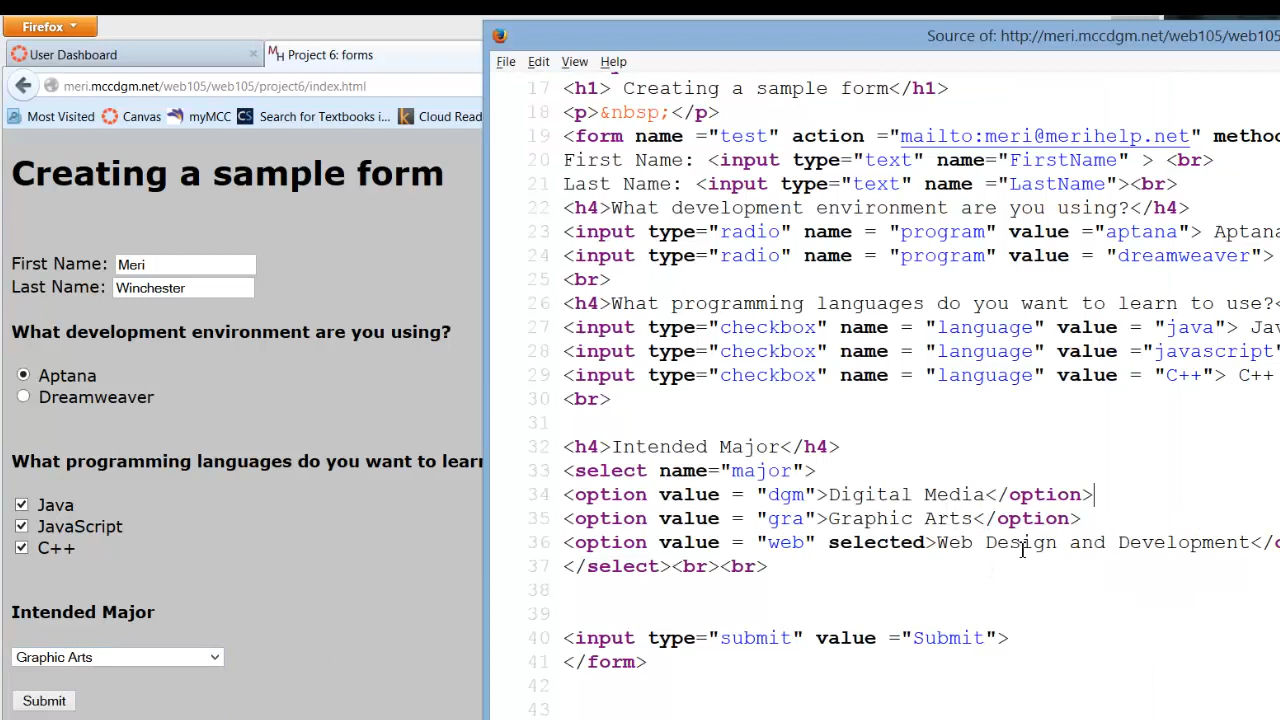 Firefox
User Dashboard
Project 6: forms
meri.mccdgm.net/web105/web105/project6/index.html
Most Visited Canvas myMCC CS Search for Textbooks i... Cloud Read
Creating a sample form
First Name: Meri
Last Name: Winchester
What development environment are you using?
Aptana
Dreamweaver
What programming languages do you want to learn
Java
JavaScript
C++
Intended Major
Graphic Arts
Submit
Source of: http://meri.mccdgm.net/web105/web105
File Edit View Help
17 <h1> Creating a sample form</h1>
18 <p>&nbsp;</p>
19 <form name ="test" action ="mailto:meri@merihelp.net" metho
20 First Name: <input type="text" name="FirstName" > <br>
21 Last Name: <input type="text" name ="LastName"><br>
22 <h4>What development environment are you using?</h4>
23 <input type="radio" name = "program" value ="aptana"> Aptana
24 <input type="radio" name = "program" value = "dreamweaver">
25 <br>
26 <h4>What programming languages do you want to learn to use?<
27 <input type="checkbox" name = "language" value = "java"> Jav
28 <input type="checkbox" name = "language" value ="javascript"
29 <input type="checkbox" name = "language" value = "C++"> C++
30 <br>
31
32 <h4>Intended Major</h4>
33 <select name="major">
34 <option value = "dgm">Digital Media</option>
35 <option value = "gra">Graphic Arts</option>
36 <option value = "web" selected>Web Design and Development</o
37 </select><br><br>
38
39
40 <input type="submit" value ="Submit">
41 </form>
42
43